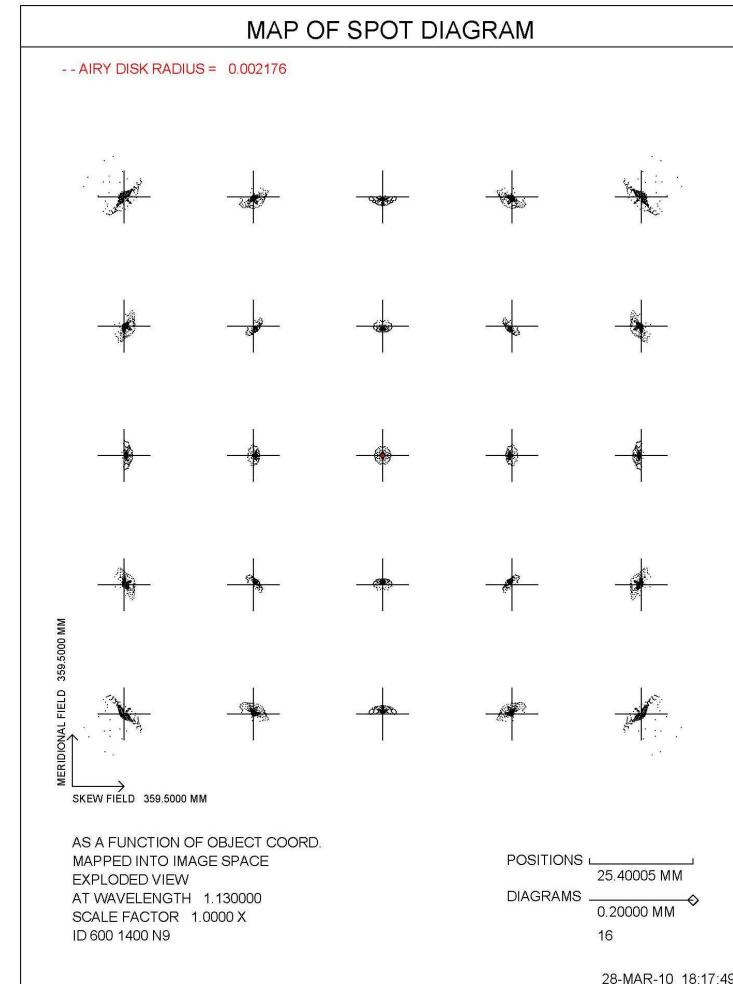 MAP OF SPOT DIAGRAM
- - AIRY DISK RADIUS = 0.002176
MERIDIONAL FIELD 359.5000 MM
SKEW FIELD 359.5000 MM
AS A FUNCTION OF OBJECT COORD.
MAPPED INTO IMAGE SPACE
EXPLODED VIEW
AT WAVELENGTH 1.130000
SCALE FACTOR 1.0000 X
ID 600 1400 N9
POSITIONS
25.40005 MM
DIAGRAMS
0.20000 MM
16
28-MAR-10 18:17:49